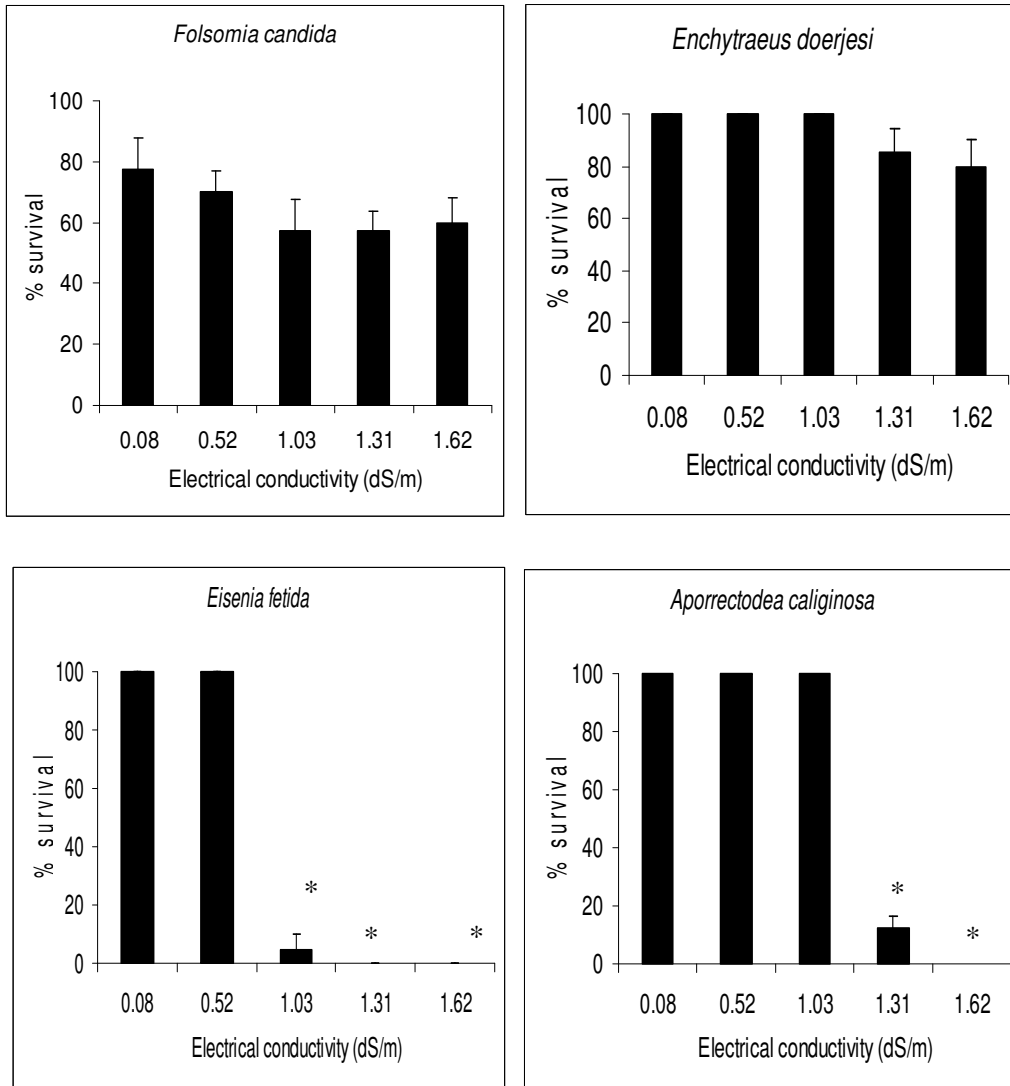 Folsomia candida
100
80
60
40
20
0
% survival
0.08 0.52 1.03 1.31 1.62
Electrical conductivity (dS/m)
Enchytraeus doerjesi
100
80
60
40
20
0
% survival
0.08 0.52 1.03 1.31 1.62
Electrical conductivity (dS/m)
Eisenia fetida
100
80
60
40
20
0
% survival
* * *
0.08 0.52 1.03 1.31 1.62
Electrical conductivity (dS/m)
Aporrectodea caliginosa
100
80
60
40
20
0
% survival
* *
0.08 0.52 1.03 1.31 1.62
Electrical conductivity (dS/m)